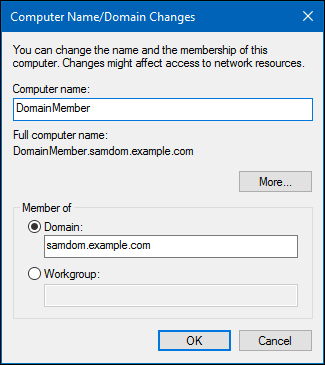 Computer Name/Domain Changes
You can change the name and the membership of this
computer. Changes might affect access to network resources.
Computer name:
DomainMember
Full computer name:
DomainMember.samdom.example.com
More...
Member of
Domain:
samdom.example.com
Workgroup:
OK Cancel